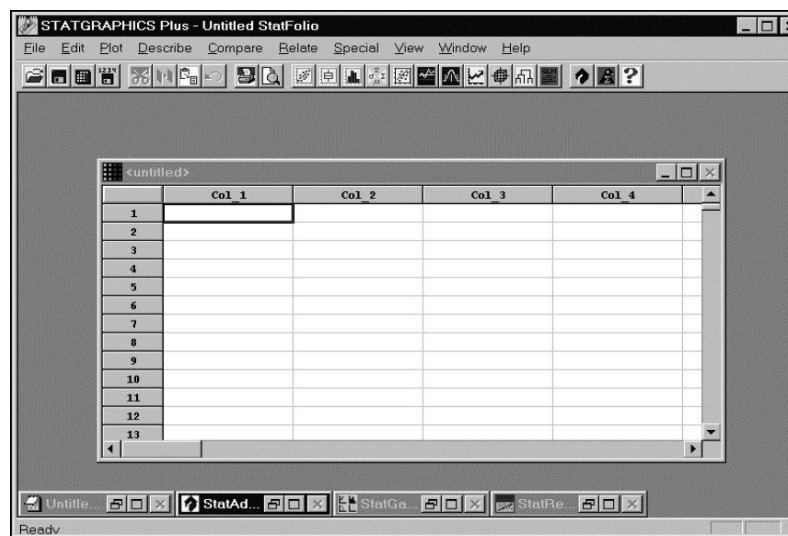 STATGRAPHICS Plus - Untitled StatFolio
File Edit Plot Describe Compare Relate Special View Window Help
<untitled>
Col_1 Col_2 Col_3 Col_4
1
2
3
4
5
6
7
8
9
10
11
12
13
Untitle... StatAd... StatGa... StatRe...
Ready